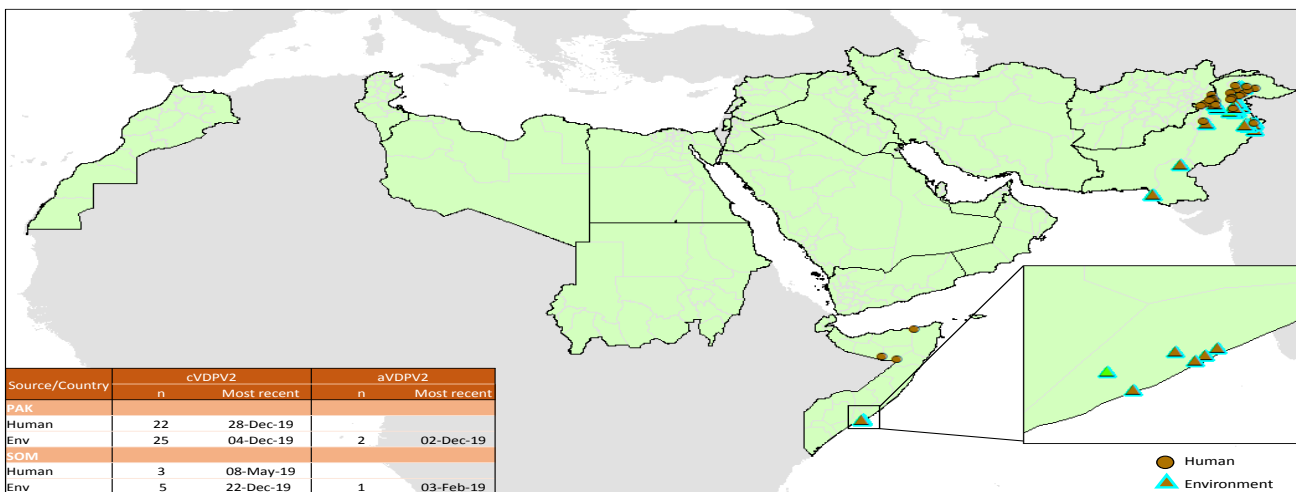 cVDPV2 aVDPV2
Source/Country n Most recent n Most recent
PAK
Human 22 28-Dec-19
Env 25 04-Dec-19 2 02-Dec-19
SOM
Human 3 08-May-19
Env 5 22-Dec-19 1 03-Feb-19
Human
Environment